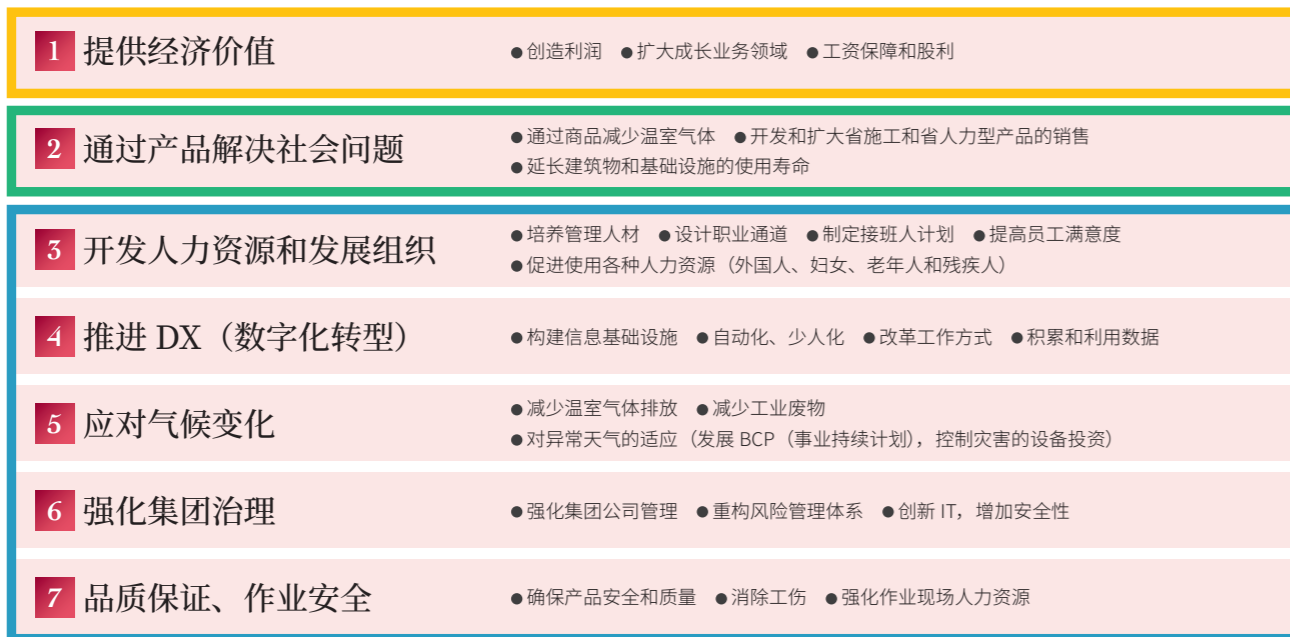 1 提供经济价值 ●创造利润 ●扩大成长业务领域 ●工资保障和股利
2 通过产品解决社会问题 ●通过商品减少温室气体 ●开发和扩大省施工和省人力型产品的销售
●延长建筑物和基础设施的使用寿命
3 开发人力资源和发展组织 ●培养管理人材 ●设计职业通道 ●制定接班人计划 ●提高员工满意度
●促进使用各种人力资源（外国人、妇女、老年人和残疾人）
4 推进 DX（数字化转型） ●构建信息基础设施 ●自动化、少人化 ●改革工作方式 ●积累和利用数据
5 应对气候变化 ●减少温室气体排放 ●减少工业废物
●对异常天气的适应（发展 BCP（事业持续计划），控制灾害的设备投资）
6 强化集团治理 ●强化集团公司管理 ●重构风险管理体系 ●创新 IT，增加安全性
7 品质保证、作业安全 ●确保产品安全和质量 ●消除工伤 ●强化作业现场人力资源